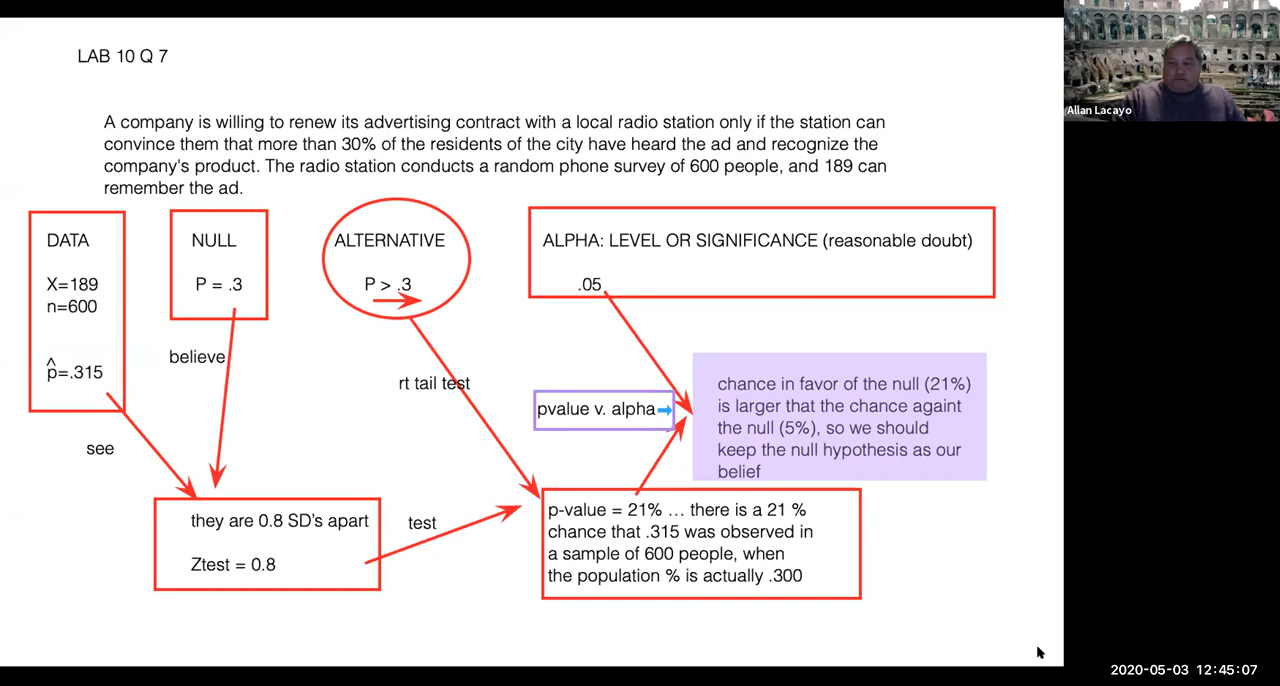 LAB 10 Q 7
Allan Lacayo
A company is willing to renew its advertising contract with a local radio station only if the station can
convince them that more than 30% of the residents of the city have heard the ad and recognize the
company's product. The radio station conducts a random phone survey of 600 people, and 189 can
remember the ad.
DATA
X=189
n=600
^
p=.315
NULL
P = .3
ALTERNATIVE
P > .3
ALPHA: LEVEL OR SIGNIFICANCE (reasonable doubt)
.05
believe
see
rt tail test
pvalue v. alpha
chance in favor of the null (21%)
is larger that the chance againt
the null (5%), so we should
keep the null hypothesis as our
belief
they are 0.8 SD's apart
Ztest = 0.8
test
p-value = 21% ... there is a 21 %
chance that .315 was observed in
a sample of 600 people, when
the population % is actually .300
2020-05-03 12:45:07